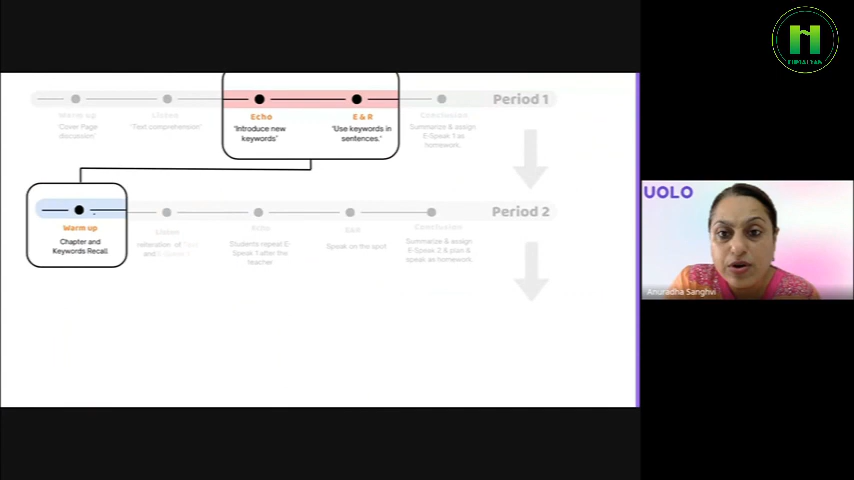 HIMALYAN
Period 1
Warm up
Listen
Echo
E & R
Conclusion
"Cover Page
discussion"
"Text comprehension"
"Introduce new
keywords"
"Use keywords in
sentences."
Summarize & assign
E-Speak 1 as
homework.
Period 2
Warm up
Listen
Echo
E&R
Conclusion
Chapter and
Keywords Recall
reiteration of Text
and E-Speak 1
Students repeat E-
Speak 1 after the
teacher
Speak on the spot
Summarize & assign
E-Speak 2 & plan &
speak as homework.
UOLO
Anuradha Sanghvi